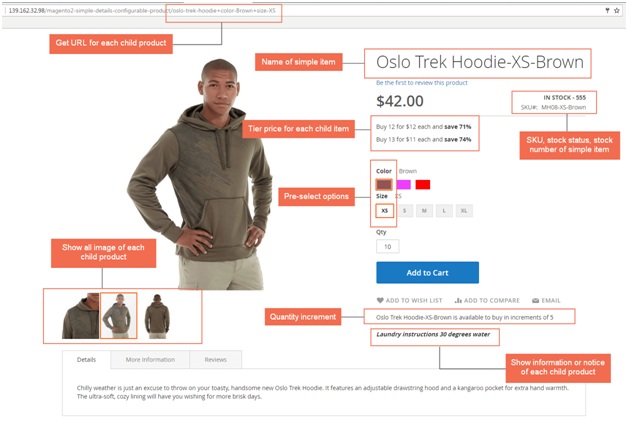 139.162.32.98/magento2-simple-details-configurable-product/oslo-trek-hoodie+color-Brown+size-XS
Get URL for each child product
Name of simple item
Oslo Trek Hoodie-XS-Brown
Be the first to review this product
$42.00
IN STOCK - 555
SKU#: MH08-XS-Brown
Tier price for each child item
Buy 12 for $12 each and save 71%
Buy 13 for $11 each and save 74%
SKU, stock status, stock
number of simple item
Color Brown
Pre-select options
Size XS
XS S M L XL
Qty
10
Show all image of each
child product
Add to Cart
ADD TO WISH LIST ADD TO COMPARE EMAIL
Quantity increment
Oslo Trek Hoodie-XS-Brown is available to buy in increments of 5
Laundry instructions 30 degrees water
Show information or notice
of each child product
Details More Information Reviews
Chilly weather is just an excuse to throw on your toasty, handsome new Oslo Trek Hoodie. It features an adjustable drawstring hood and a kangaroo pocket for extra hand warmth.
The ultra-soft, cozy lining will have you wishing for more brisk days.